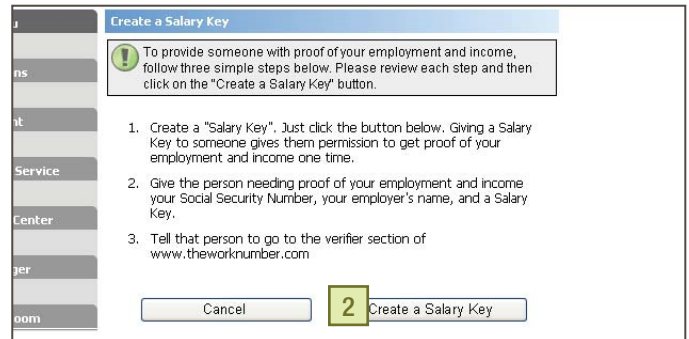 Create a Salary Key
To provide someone with proof of your employment and income,
follow three simple steps below. Please review each step and then
click on the "Create a Salary Key" button.
ns
nt
Service
Center
ger
oom
1. Create a "Salary Key". Just click the button below. Giving a Salary
Key to someone gives them permission to get proof of your
employment and income one time.
2. Give the person needing proof of your employment and income
your Social Security Number, your employer's name, and a Salary
Key.
3. Tell that person to go to the verifier section of
www.theworknumber.com
Cancel
2
Create a Salary Key